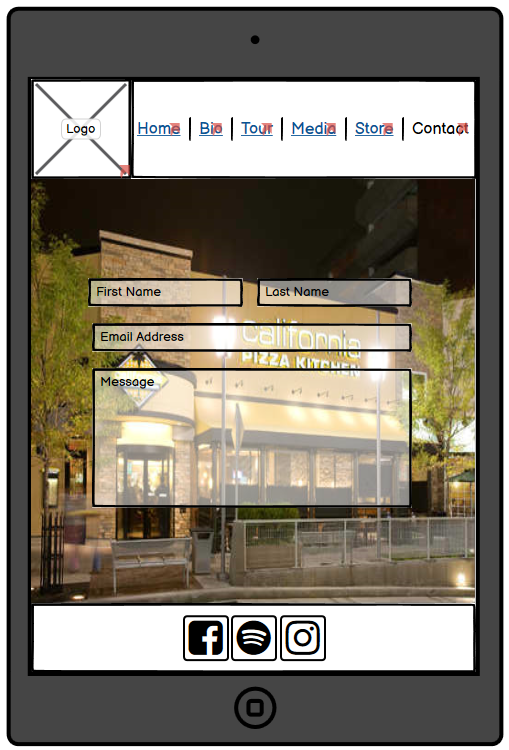 Logo
Home | Bio | Tour | Media | Store | Contact
First Name
Last Name
Email Address
california
PIZZA KITCHEN
Message